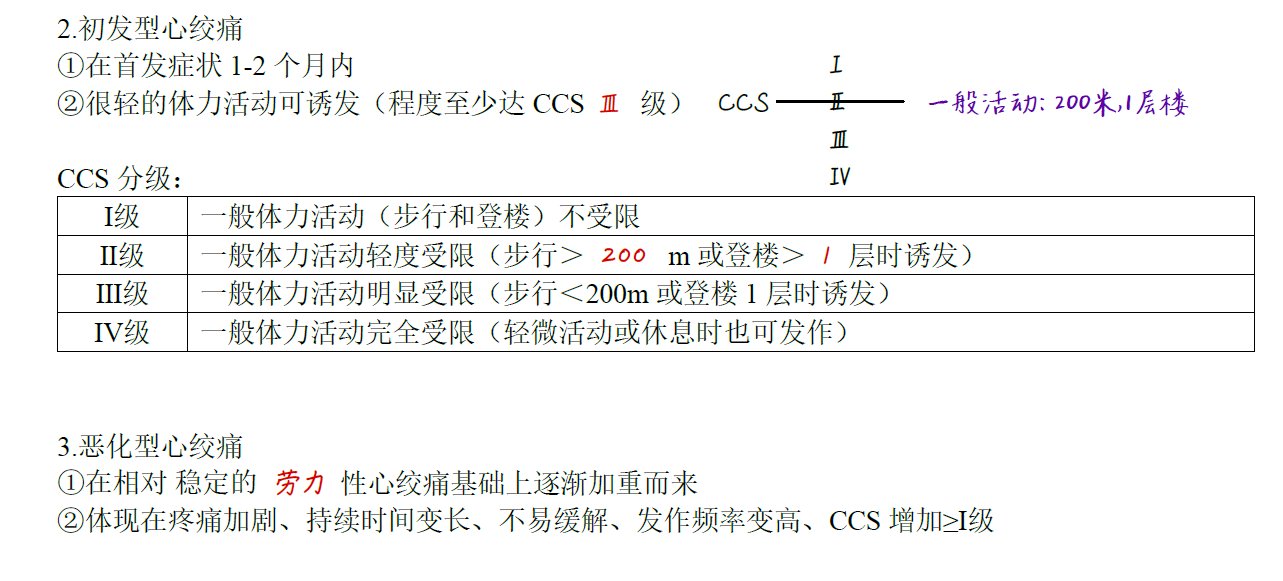 2.初发型心绞痛
①在首发症状 1-2 个月内
②很轻的体力活动可诱发（程度至少达 CCS Ⅲ 级）
I
CCS Ⅱ 一般活动: 200米,1层楼
Ⅲ
IV
CCS 分级：
I级 一般体力活动（步行和登楼）不受限
II级 一般体力活动轻度受限（步行＞ 200 m 或登楼＞ 1 层时诱发）
III级 一般体力活动明显受限（步行＜200m 或登楼 1 层时诱发）
IV级 一般体力活动完全受限（轻微活动或休息时也可发作）
3.恶化型心绞痛
①在相对 稳定的 劳力 性心绞痛基础上逐渐加重而来
②体现在疼痛加剧、持续时间变长、不易缓解、发作频率变高、CCS 增加≥I级